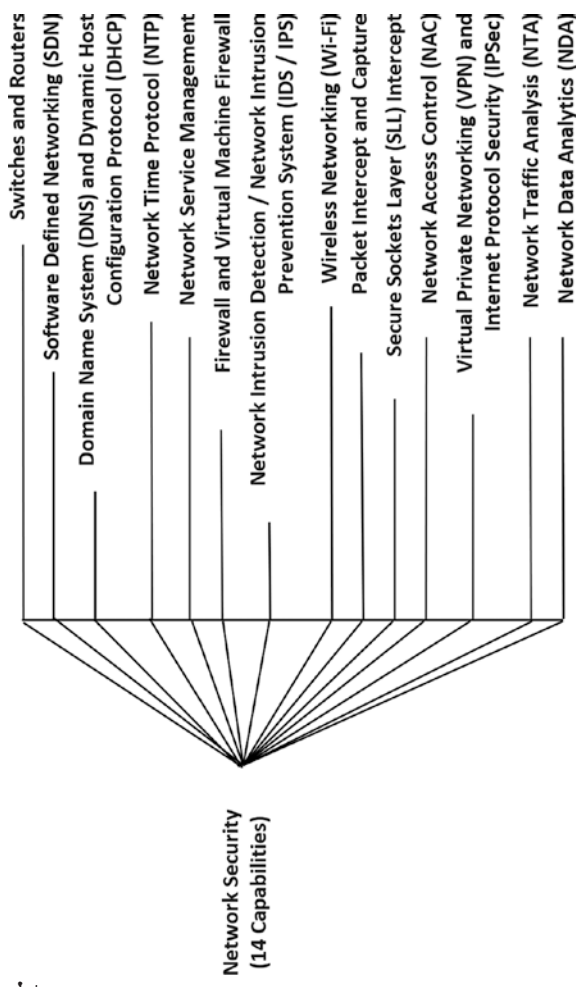 Network Security
(14 Capabilities)
Switches and Routers
Software Defined Networking (SDN)
Domain Name System (DNS) and Dynamic Host
Configuration Protocol (DHCP)
Network Time Protocol (NTP)
Network Service Management
Firewall and Virtual Machine Firewall
Network Intrusion Detection / Network Intrusion
Prevention System (IDS / IPS)
Wireless Networking (Wi-Fi)
Packet Intercept and Capture
Secure Sockets Layer (SLL) Intercept
Network Access Control (NAC)
Virtual Private Networking (VPN) and
Internet Protocol Security (IPSec)
Network Traffic Analysis (NTA)
Network Data Analytics (NDA)